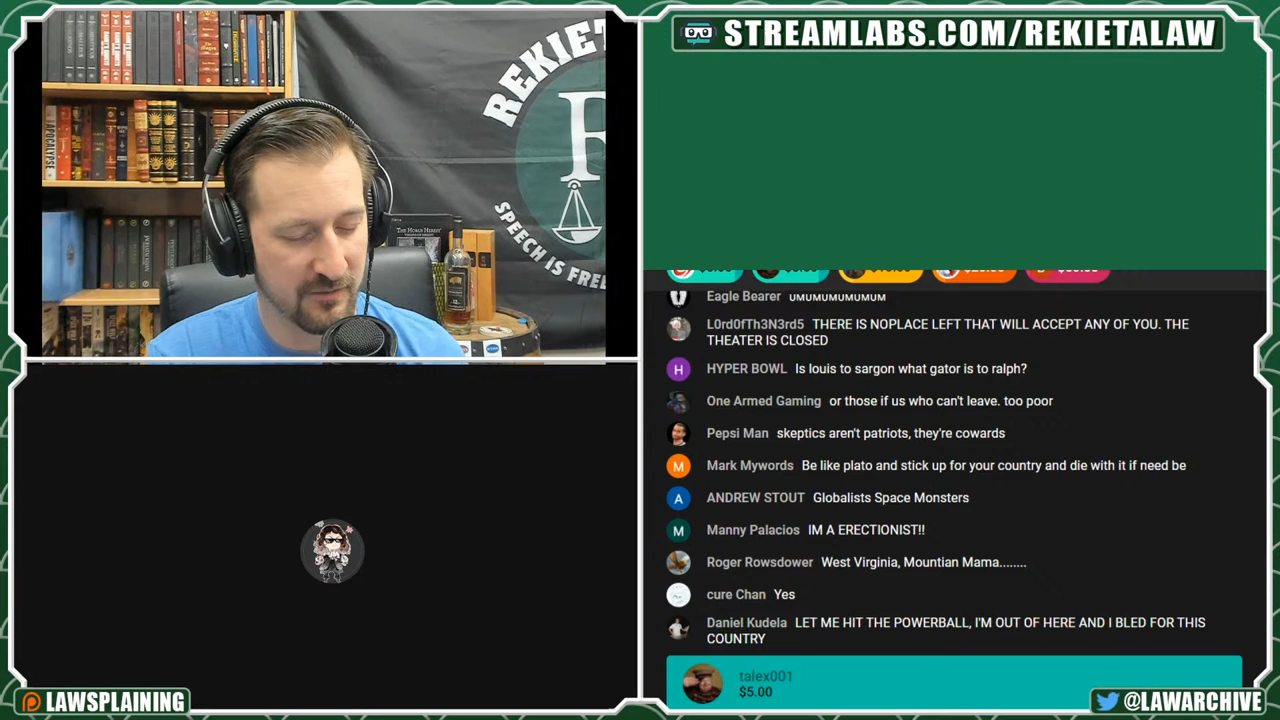 STREAMLABS.COM/REKIETALAW
REKIET
SPEECH IS FREE
APOCALYPSE
THE HORUS HERESY
Eagle Bearer UMUMUMUMUMUM
L0rd0fTh3N3rd5 THERE IS NOPLACE LEFT THAT WILL ACCEPT ANY OF YOU. THE
THEATER IS CLOSED
H HYPER BOWL Is louis to sargon what gator is to ralph?
One Armed Gaming or those if us who can't leave. too poor
Pepsi Man skeptics aren't patriots, they're cowards
M Mark Mywords Be like plato and stick up for your country and die with it if need be
A ANDREW STOUT Globalists Space Monsters
M Manny Palacios IM A ERECTIONIST!!
Roger Rowsdower West Virginia, Mountian Mama........
cure Chan Yes
Daniel Kudela LET ME HIT THE POWERBALL, I'M OUT OF HERE AND I BLED FOR THIS
COUNTRY
talex001
$5.00
LAWSPLAINING
@LAWARCHIVE